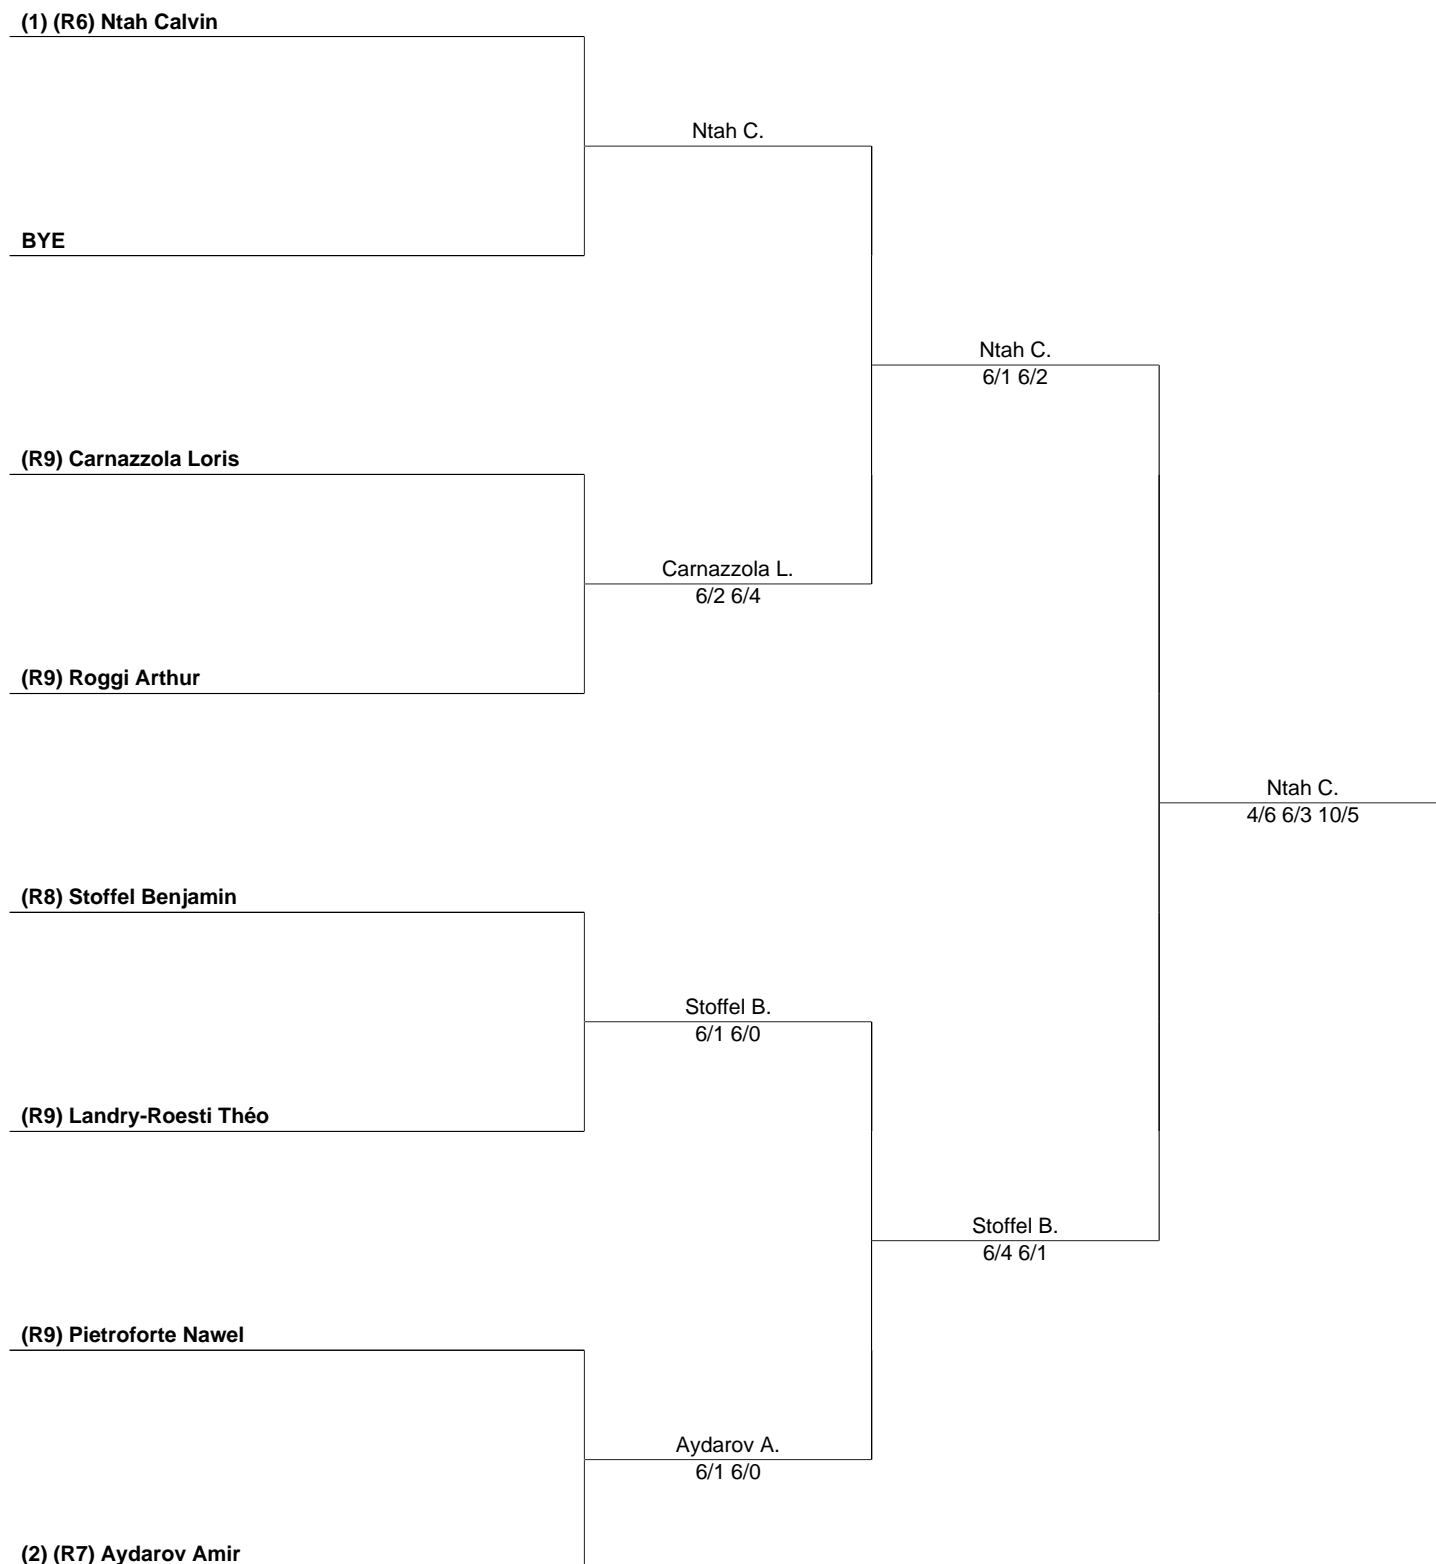 (1) (R6) Ntah Calvin
Ntah C.
BYE
Ntah C.
6/1 6/2
(R9) Carnazzola Loris
Carnazzola L.
6/2 6/4
(R9) Roggi Arthur
Ntah C.
4/6 6/3 10/5
(R8) Stoffel Benjamin
Stoffel B.
6/1 6/0
(R9) Landry-Roesti Théo
Stoffel B.
6/4 6/1
(R9) Pietroforte Nawel
Aydarov A.
6/1 6/0
(2) (R7) Aydarov Amir